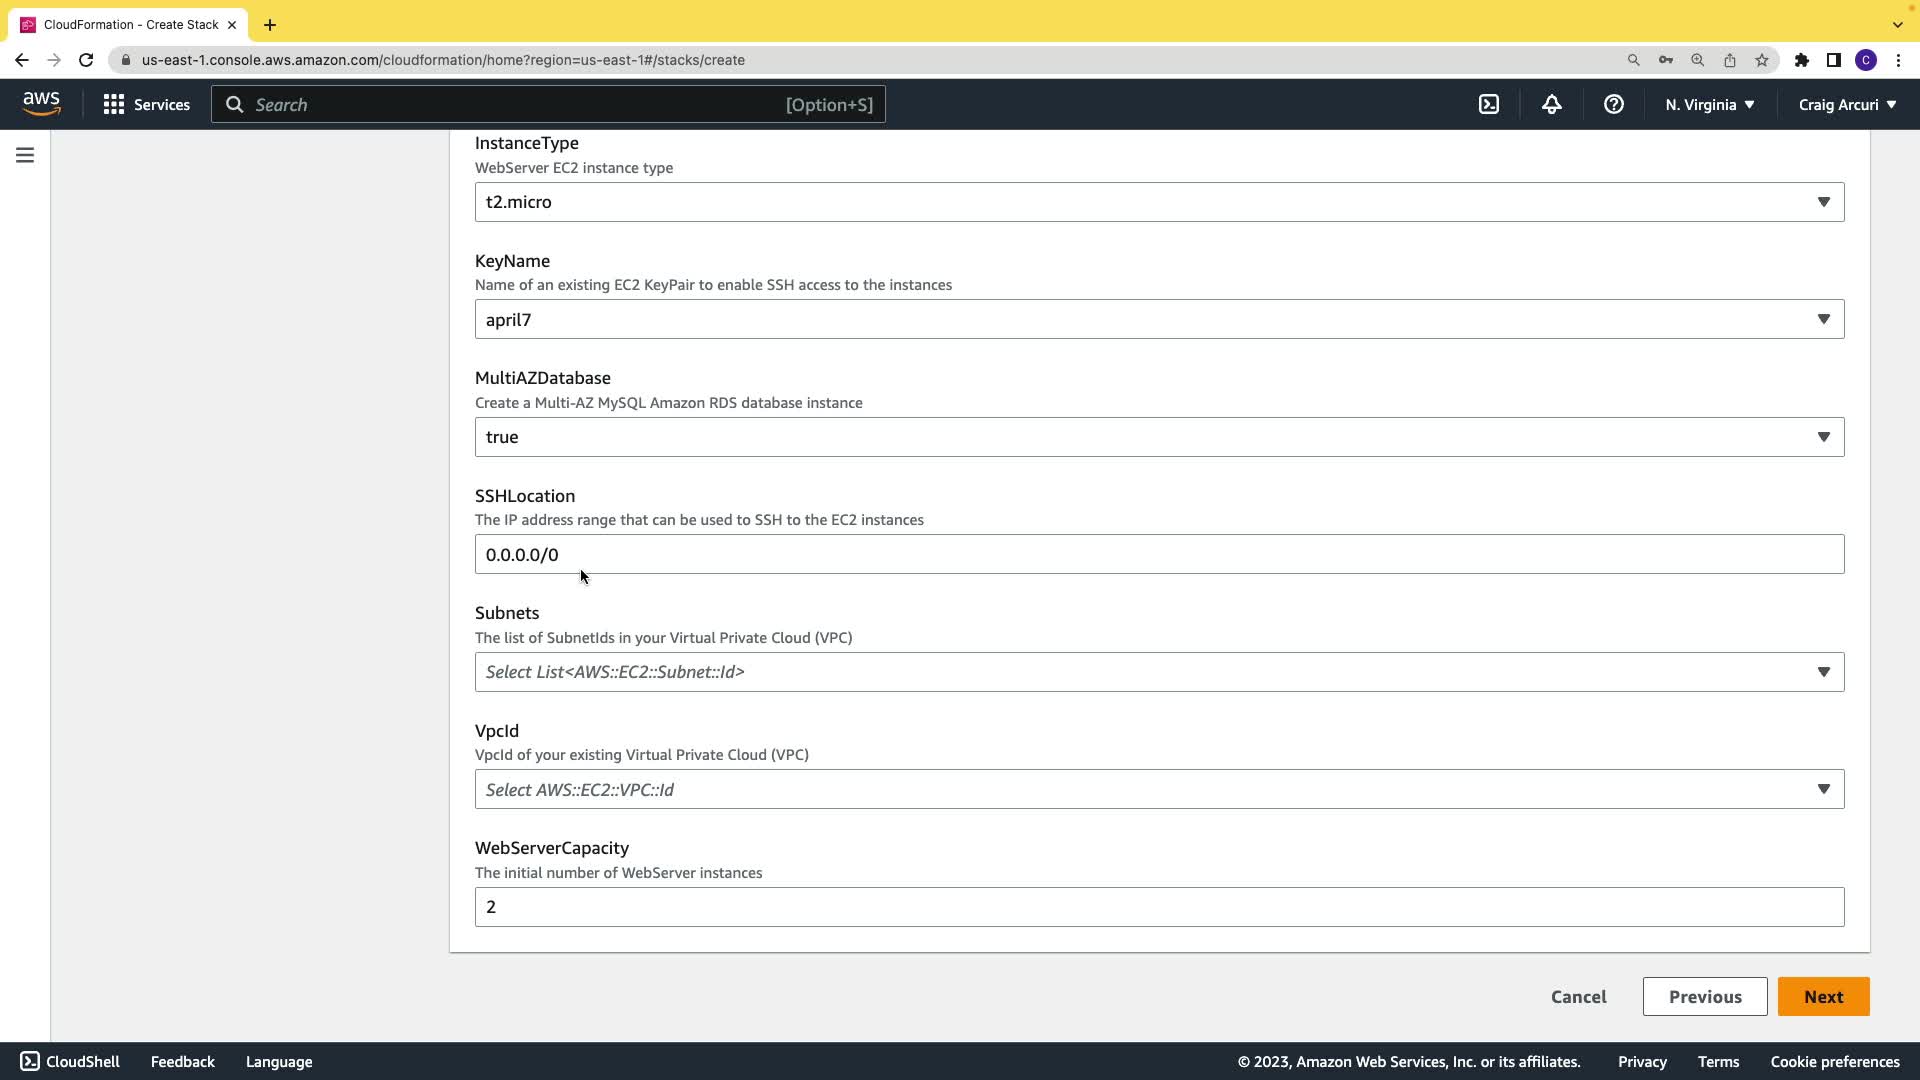 CloudFormation - Create Stack
us-east-1.console.aws.amazon.com/cloudformation/home?region=us-east-1#/stacks/create
C
aws
Services
Search
[Option+S]
N. Virginia
Craig Arcuri
InstanceType
WebServer EC2 instance type
t2.micro
KeyName
Name of an existing EC2 KeyPair to enable SSH access to the instances
april7
MultiAZDatabase
Create a Multi-AZ MySQL Amazon RDS database instance
true
SSHLocation
The IP address range that can be used to SSH to the EC2 instances
0.0.0.0/0
Subnets
The list of SubnetIds in your Virtual Private Cloud (VPC)
Select List<AWS::EC2::Subnet::Id>
VpcId
VpcId of your existing Virtual Private Cloud (VPC)
Select AWS::EC2::VPC::Id
WebServerCapacity
The initial number of WebServer instances
2
Cancel
Previous
Next
CloudShell
Feedback
Language
© 2023, Amazon Web Services, Inc. or its affiliates.
Privacy
Terms
Cookie preferences